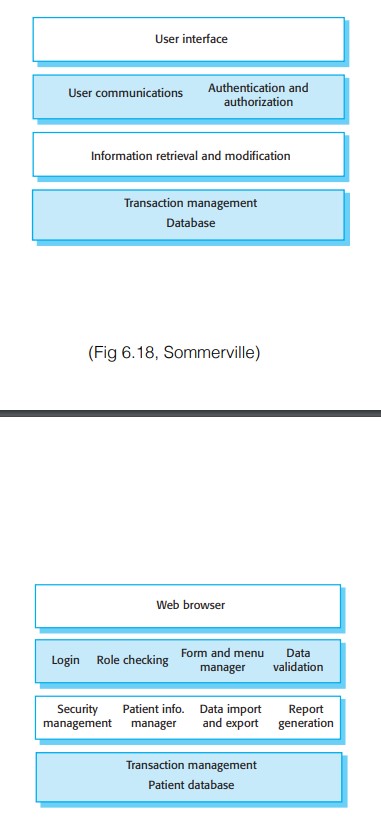 User interface
User communications
Authentication and
authorization
Information retrieval and modification
Transaction management
Database
(Fig 6.18, Sommerville)
Web browser
Login
Role checking
Form and menu
manager
Data
validation
Security
management
Patient info.
manager
Data import
and export
Report
generation
Transaction management
Patient database